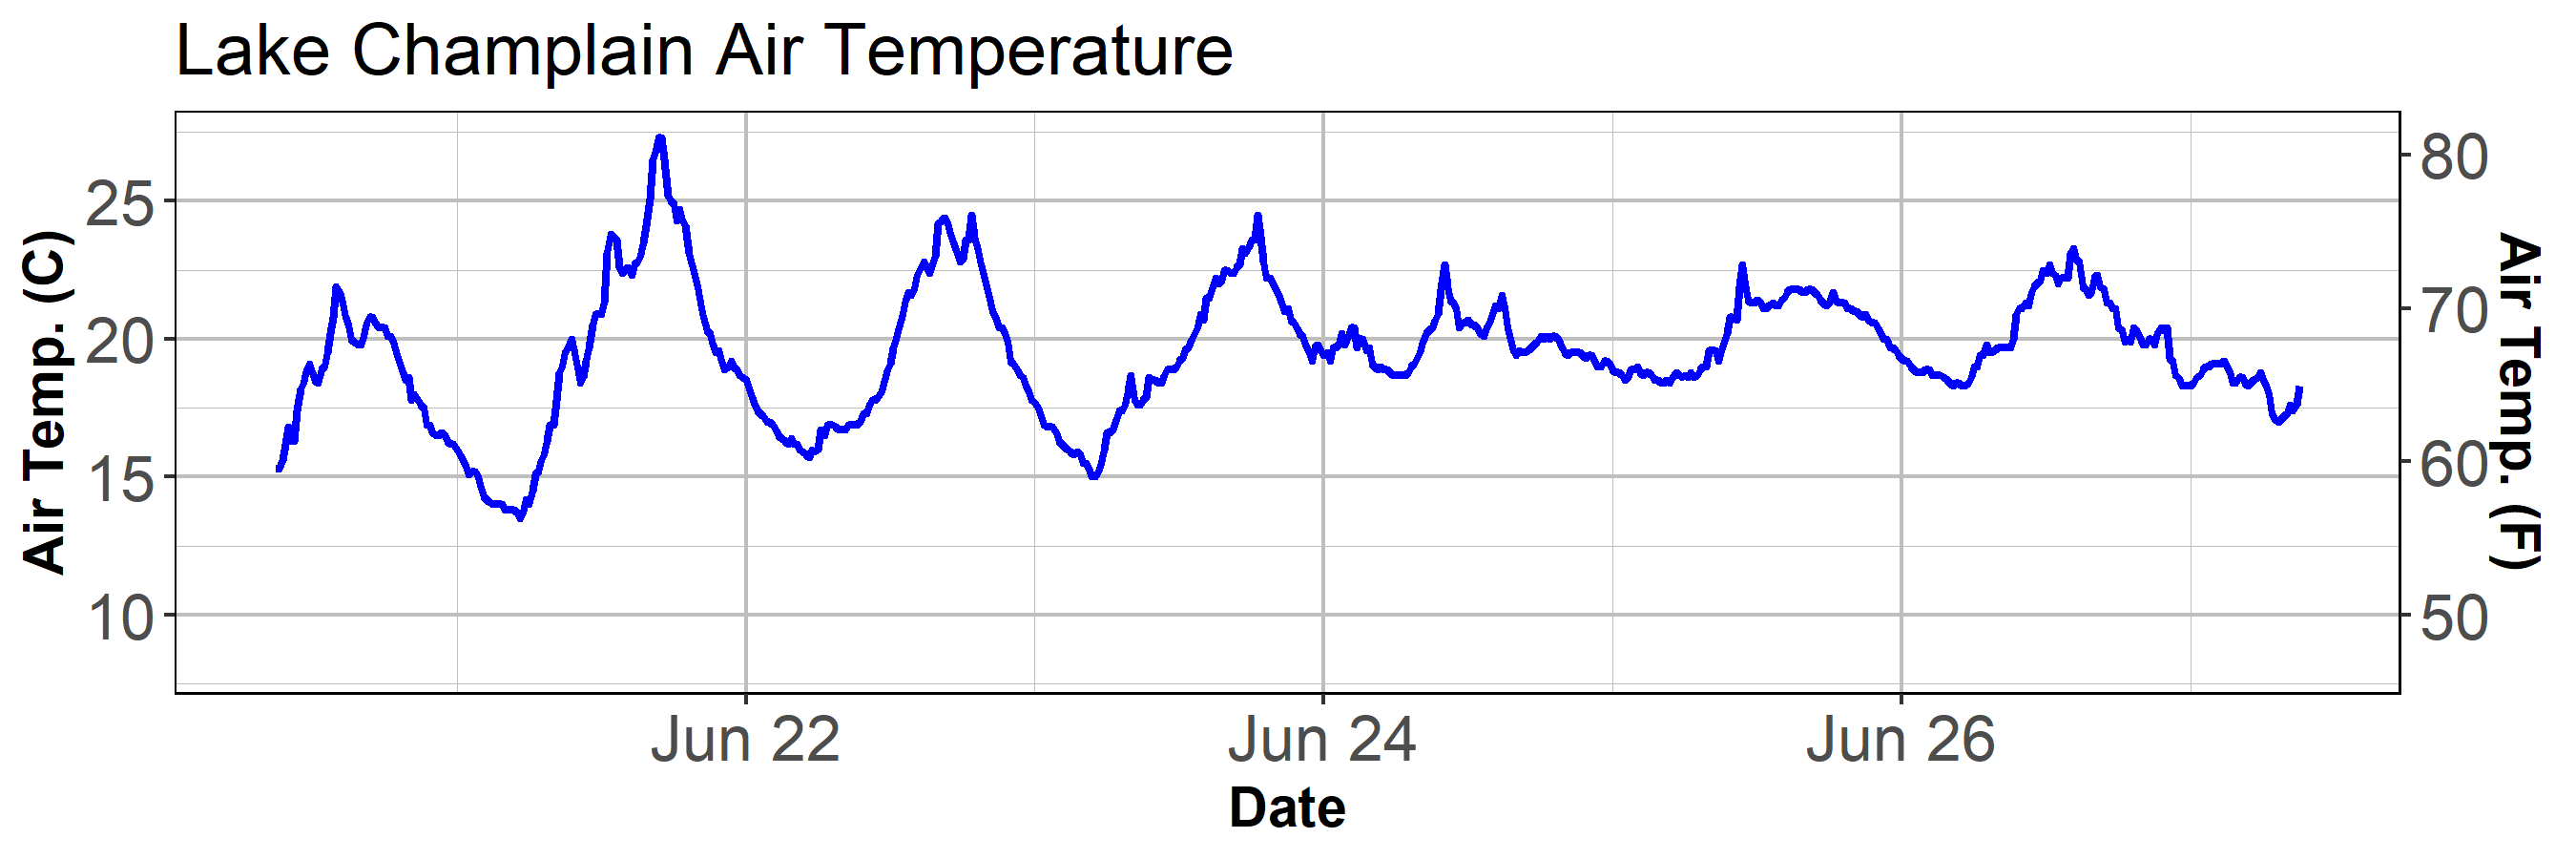 Lake Champlain Air Temperature
Air Temp. (C)
25
20
15
10
80
70
60
50
Air Temp. (F)
Jun 22
Jun 24
Jun 26
Date